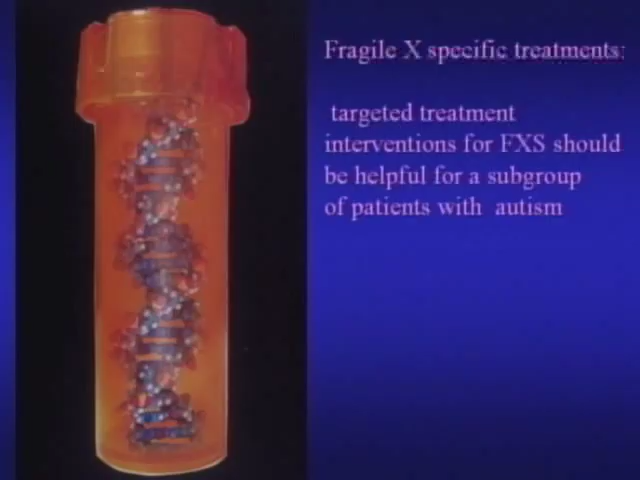 Fragile X specific treatments:
targeted treatment
interventions for FXS should
be helpful for a subgroup
of patients with autism